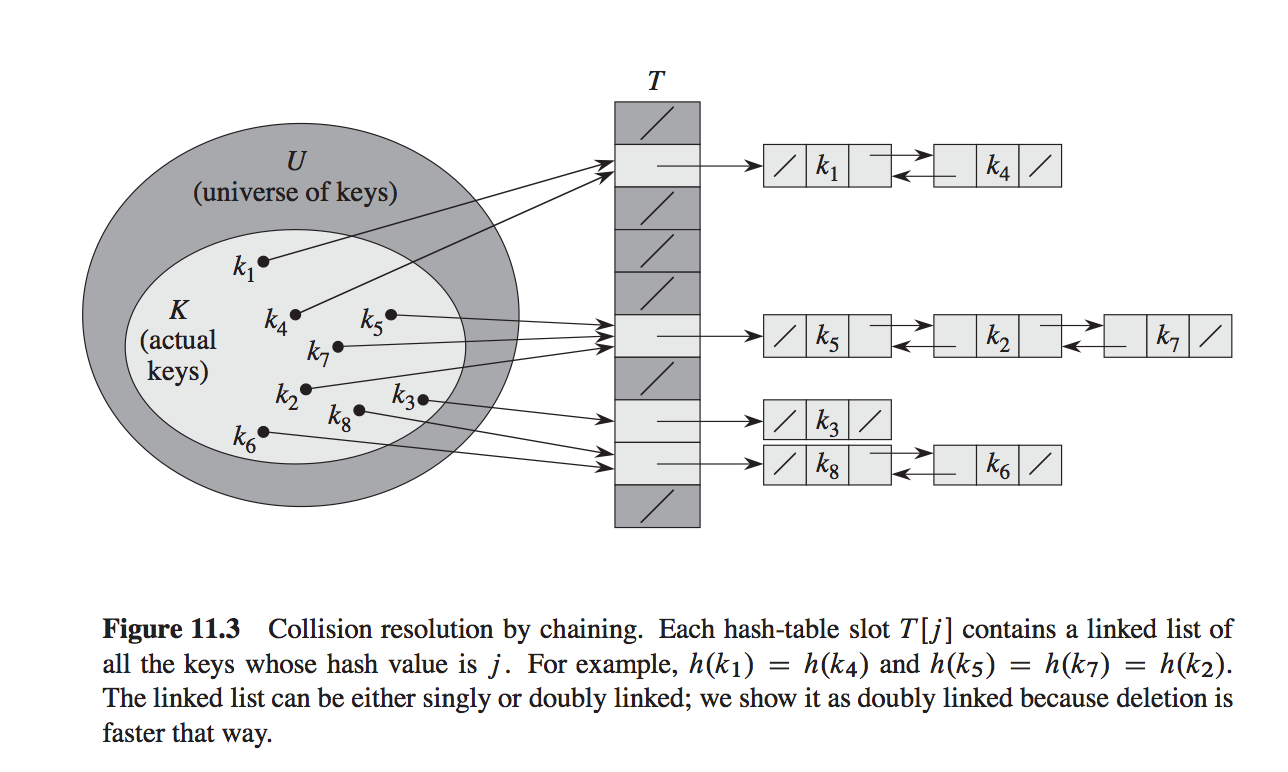 T
U
(universe of keys)
k1
k4
k1
K
(actual
keys)
k4
k5
k7
k5
k2
k7
k2
k8
k3
k3
k6
k8
k6
Figure 11.3 Collision resolution by chaining. Each hash-table slot T[j] contains a linked list of
all the keys whose hash value is j. For example, h(k1) = h(k4) and h(k5) = h(k7) = h(k2).
The linked list can be either singly or doubly linked; we show it as doubly linked because deletion is
faster that way.